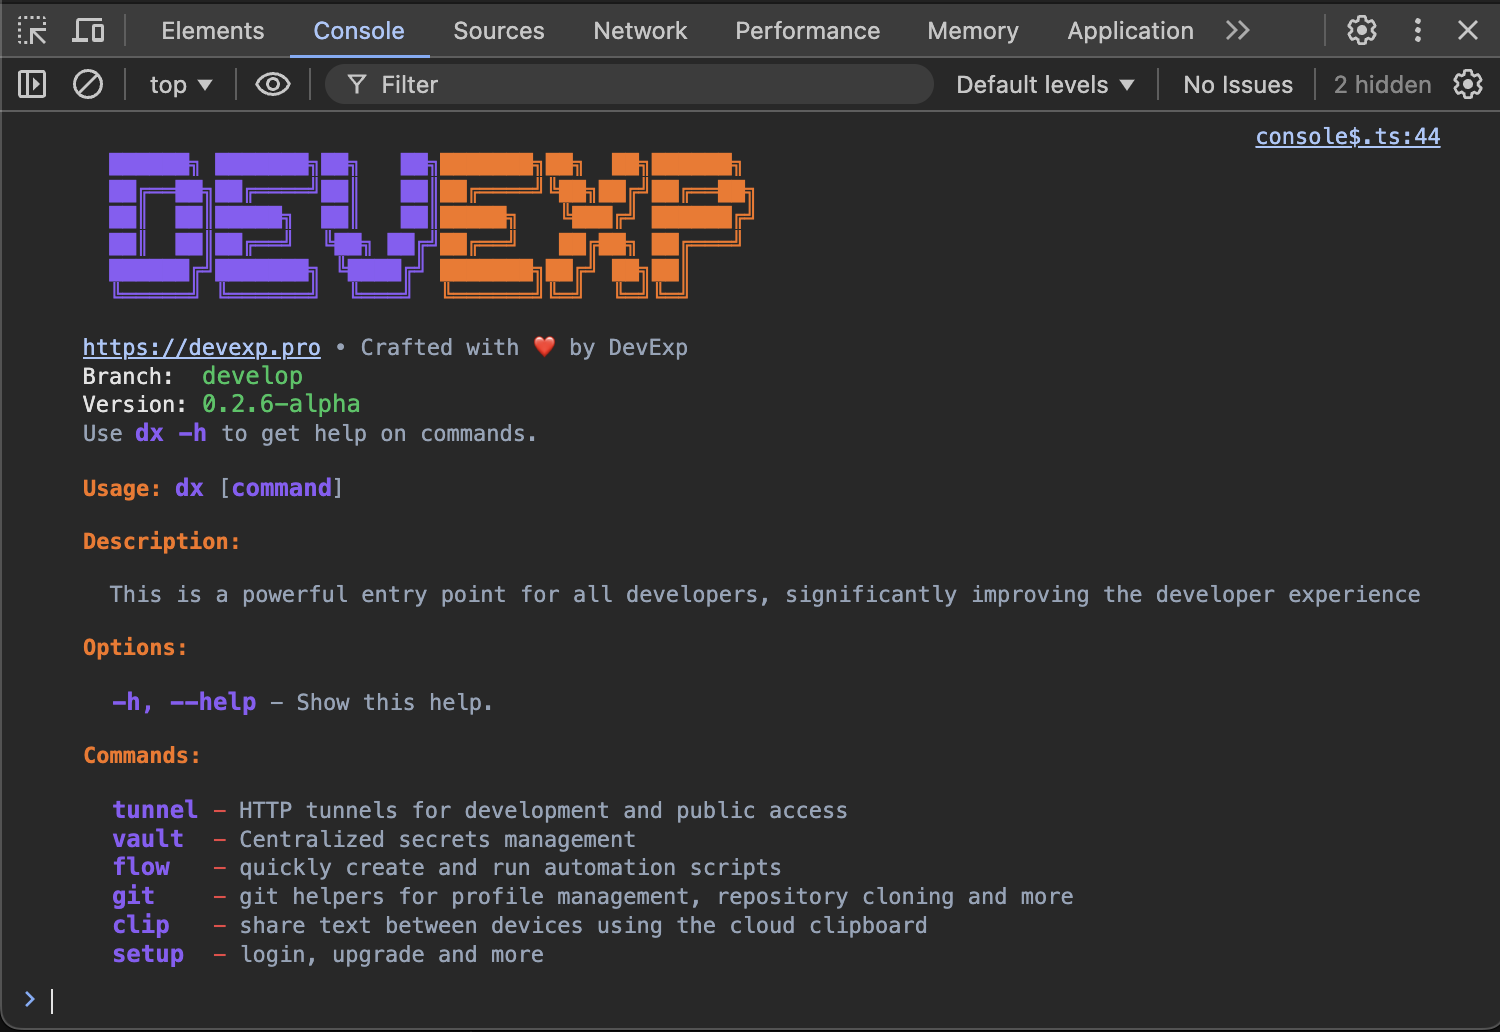 Elements Console Sources Network Performance Memory Application
top Filter Default levels No Issues 2 hidden
console$.ts:44
DEVEXP
https://devexp.pro • Crafted with ❤️ by DevExp
Branch: develop
Version: 0.2.6-alpha
Use dx -h to get help on commands.
Usage: dx [command]
Description:
This is a powerful entry point for all developers, significantly improving the developer experience
Options:
-h, --help – Show this help.
Commands:
tunnel – HTTP tunnels for development and public access
vault – Centralized secrets management
flow – quickly create and run automation scripts
git – git helpers for profile management, repository cloning and more
clip – share text between devices using the cloud clipboard
setup – login, upgrade and more